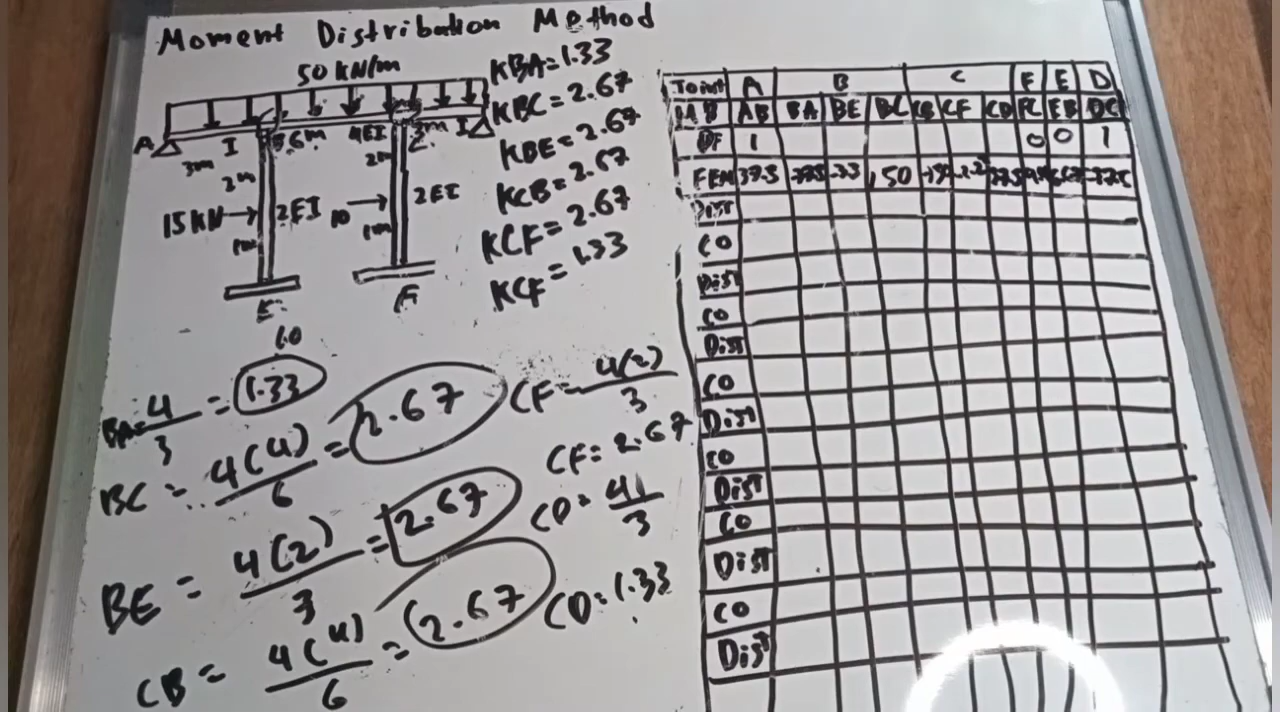 Moment Distribution Method
50 KN/m
KBA = 1.33
KBC = 2.67
KBE = 2.67
KCB = 2.67
KCF = 2.67
KCF = 1.33
A
3m
I
6m
4EI
3m
I
2m
2m
15 KN
2EI
10
2EI
1m
1m
E
F
BA = 4/3 = 1.33
BC = 4(4)/6 = 2.67
BE = 4(2)/3 = 2.67
CB = 4(4)/6 = 2.67
CF = 4(2)/3
CF = 2.67
CD = 41/3
CD = 1.33
Joint A B C F E D
MB AB BA BE BC CB CF CD FC EB DC
DF 1 0 0 1
FEM 37.5 150
Dist
CO
Dist
CO
Dist
CO
Dist
CO
Dist
CO
Dist
CO
Dist